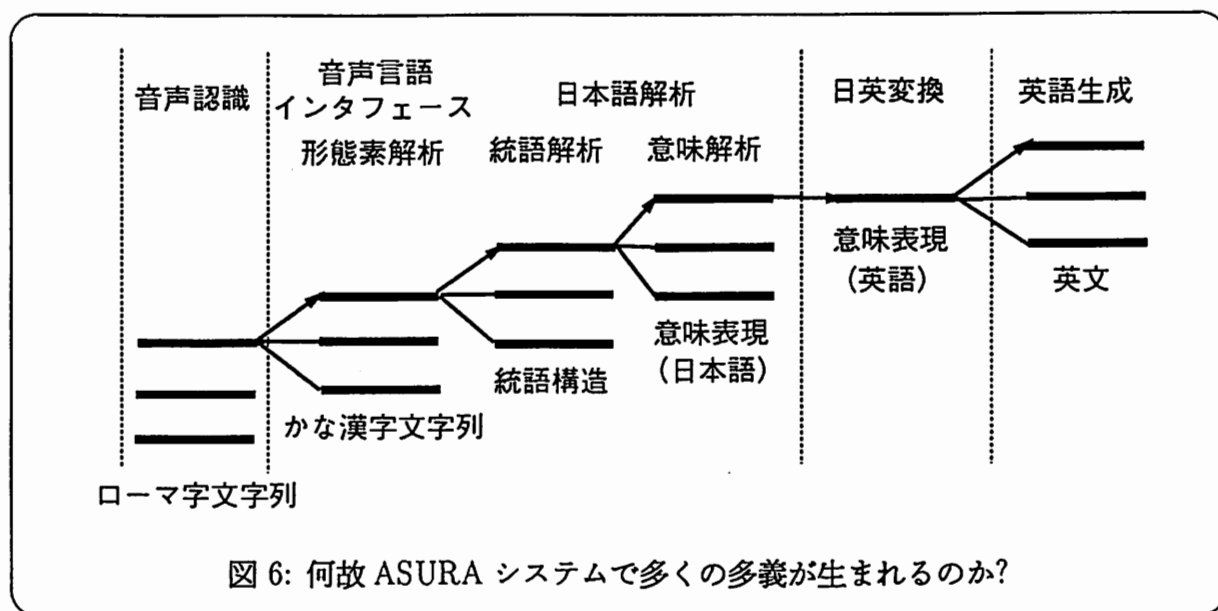 音声認識
音声言語
インタフェース
形態素解析
日本語解析
統語解析
意味解析
日英変換
英語生成
意味表現
(英語)
英文
意味表現
(日本語)
統語構造
かな漢字文字列
ローマ字文字列
図 6: 何故 ASURA システムで多くの多義が生まれるのか?